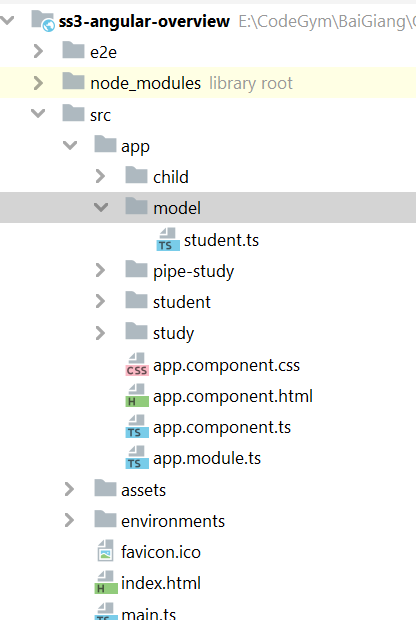 ss3-angular-overview E:\CodeGym\BaiGiang\
e2e
node_modules library root
src
app
child
model
TS student.ts
pipe-study
student
study
CSS app.component.css
H app.component.html
TS app.component.ts
TS app.module.ts
assets
environments
favicon.ico
H index.html
TS main.ts